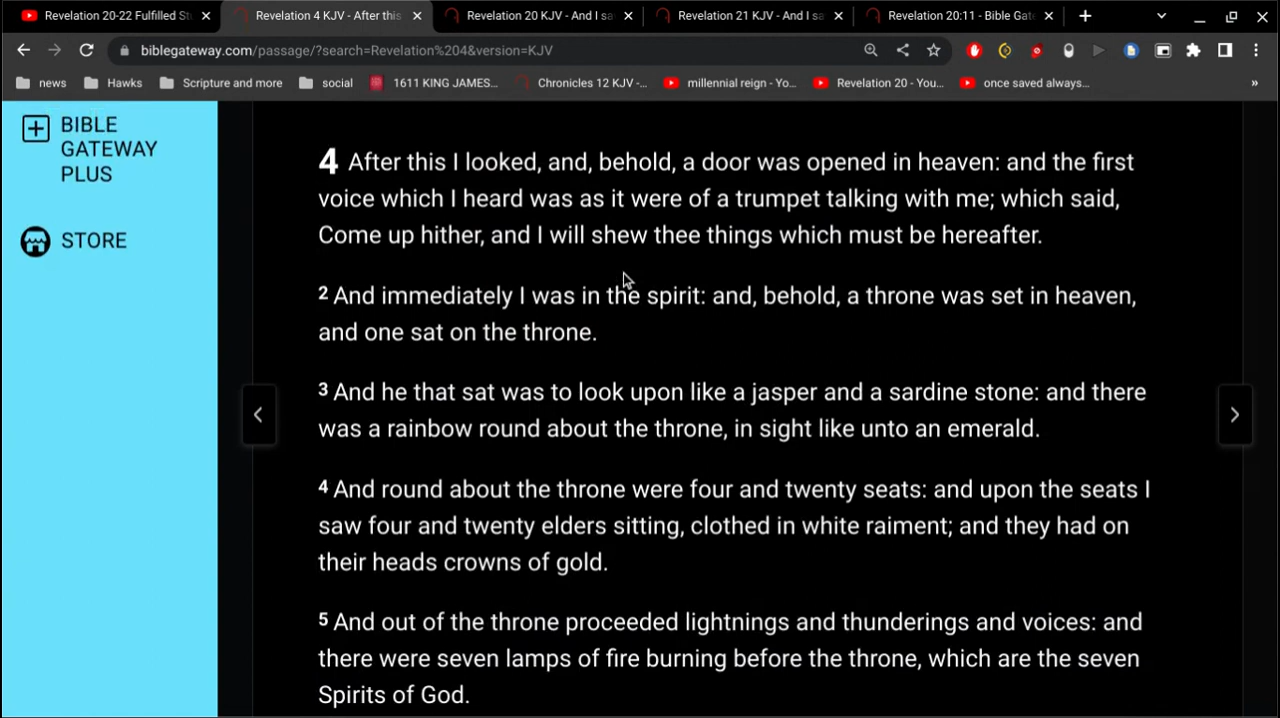 Revelation 20-22 Fulfilled St
Revelation 4 KJV - After this
Revelation 20 KJV - And I sa
Revelation 21 KJV - And I sa
Revelation 20:11 - Bible Gate
biblegateway.com/passage/?search=Revelation%204&version=KJV
news
Hawks
Scripture and more
social
1611 KING JAMES...
Chronicles 12 KJV -...
millennial reign - Yo...
Revelation 20 - You...
once saved always...
»
BIBLE
GATEWAY
PLUS
STORE
4 After this I looked, and, behold, a door was opened in heaven: and the first
voice which I heard was as it were of a trumpet talking with me; which said,
Come up hither, and I will shew thee things which must be hereafter.
2 And immediately I was in the spirit: and, behold, a throne was set in heaven,
and one sat on the throne.
3 And he that sat was to look upon like a jasper and a sardine stone: and there
was a rainbow round about the throne, in sight like unto an emerald.
4 And round about the throne were four and twenty seats: and upon the seats I
saw four and twenty elders sitting, clothed in white raiment; and they had on
their heads crowns of gold.
5 And out of the throne proceeded lightnings and thunderings and voices: and
there were seven lamps of fire burning before the throne, which are the seven
Spirits of God.